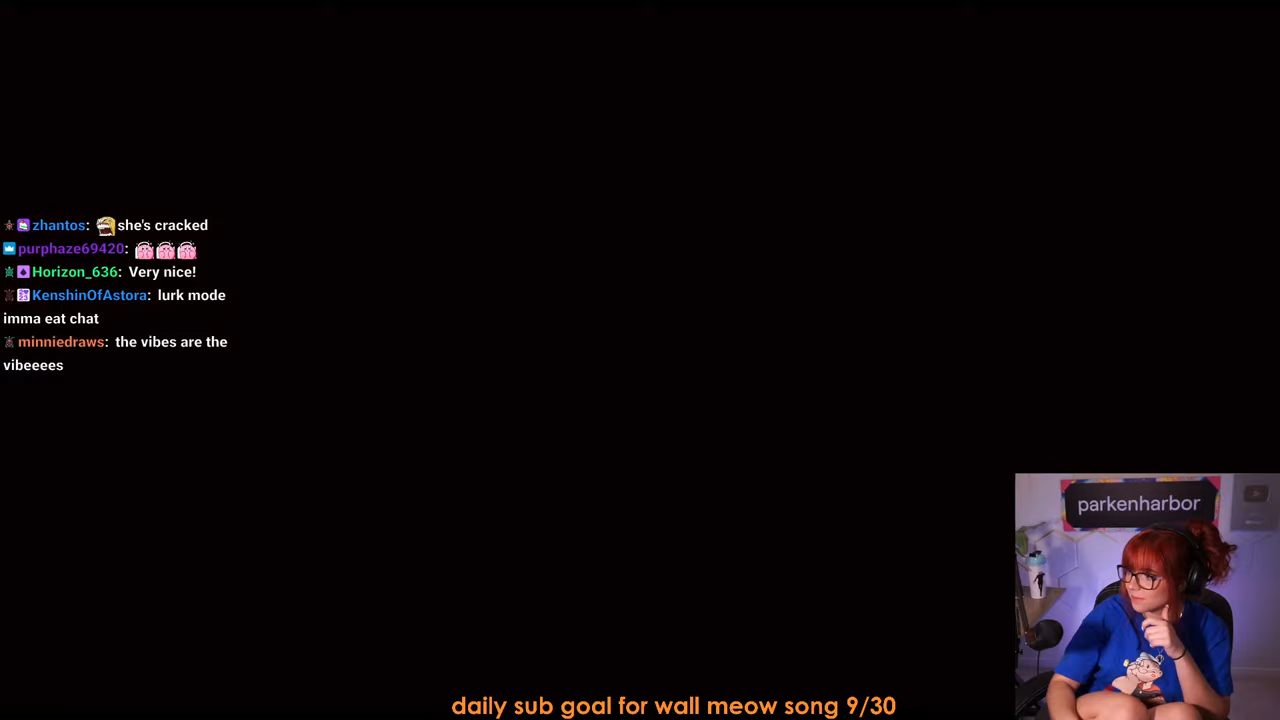 zhantos: she's cracked
purphaze69420:
Horizon_636: Very nice!
KenshinOfAstora: lurk mode
imma eat chat
minniedraws: the vibes are the
vibeeees
parkenharbor
daily sub goal for wall meow song 9/30